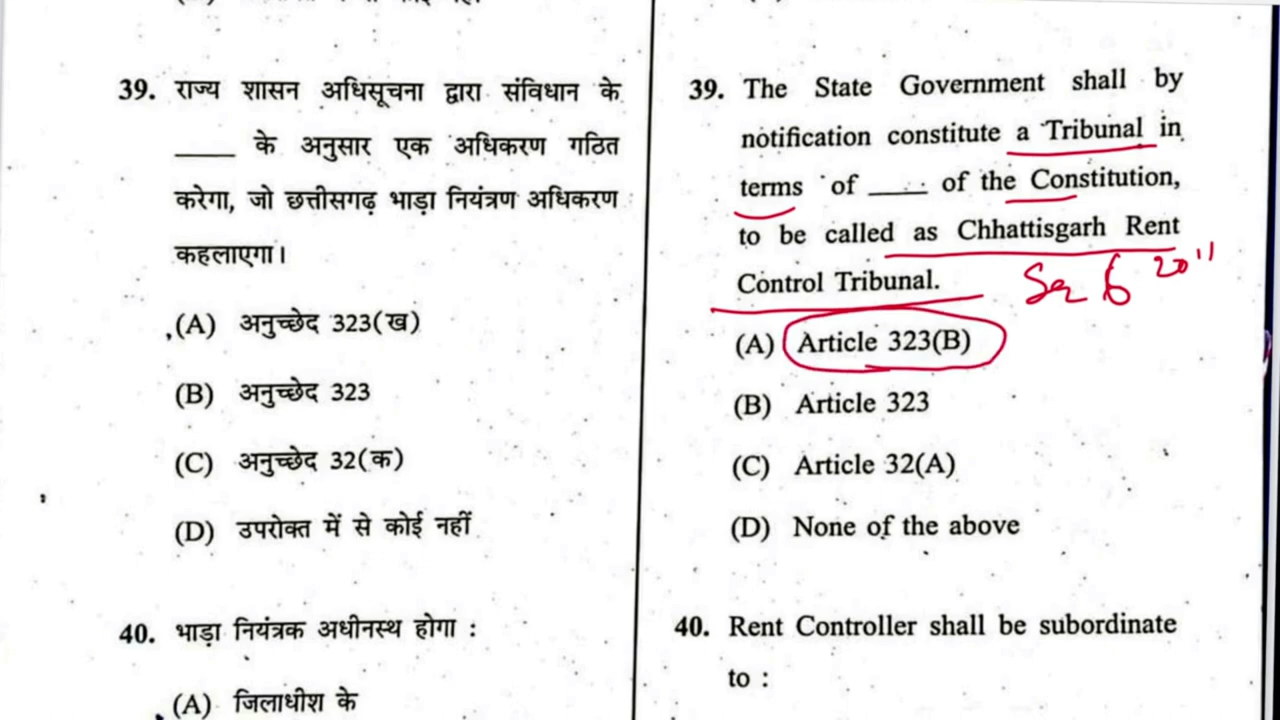 39. राज्य शासन अधिसूचना द्वारा संविधान के
____ के अनुसार एक अधिकरण गठित
करेगा, जो छत्तीसगढ़ भाड़ा नियंत्रण अधिकरण
कहलाएगा।
(A) अनुच्छेद 323(ख)
(B) अनुच्छेद 323
(C) अनुच्छेद 32(क)
(D) उपरोक्त में से कोई नहीं
40. भाड़ा नियंत्रक अधीनस्थ होगा :
(A) जिलाधीश के
39. The State Government shall by
notification constitute a Tribunal in
terms of ____ of the Constitution,
to be called as Chhattisgarh Rent
Control Tribunal.
6 2011
(A) Article 323(B)
(B) Article 323
(C) Article 32(A)
(D) None of the above
40. Rent Controller shall be subordinate
to :